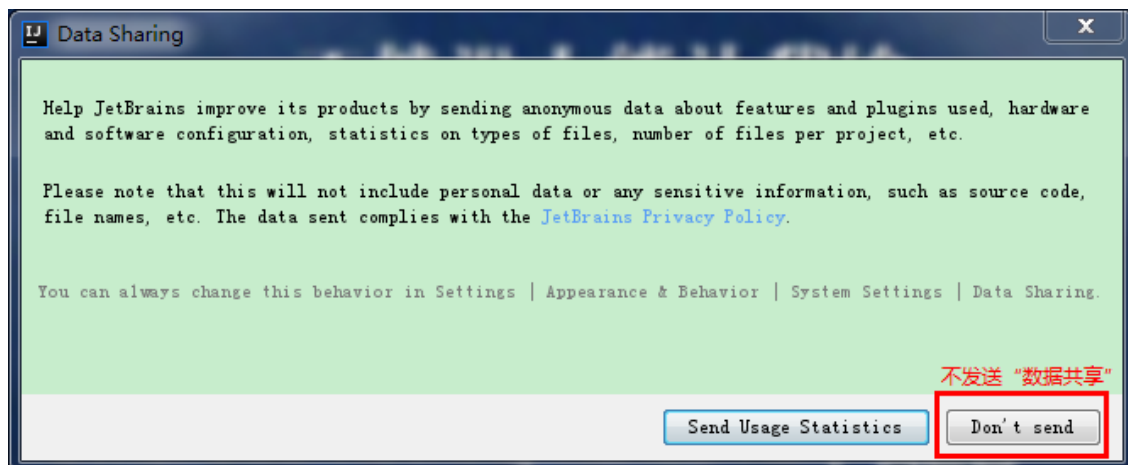 IJ Data Sharing
X
Help JetBrains improve its products by sending anonymous data about features and plugins used, hardware
and software configuration, statistics on types of files, number of files per project, etc.
Please note that this will not include personal data or any sensitive information, such as source code,
file names, etc. The data sent complies with the JetBrains Privacy Policy.
You can always change this behavior in Settings | Appearance & Behavior | System Settings | Data Sharing.
不发送 “数据共享”
Send Usage Statistics Don't send